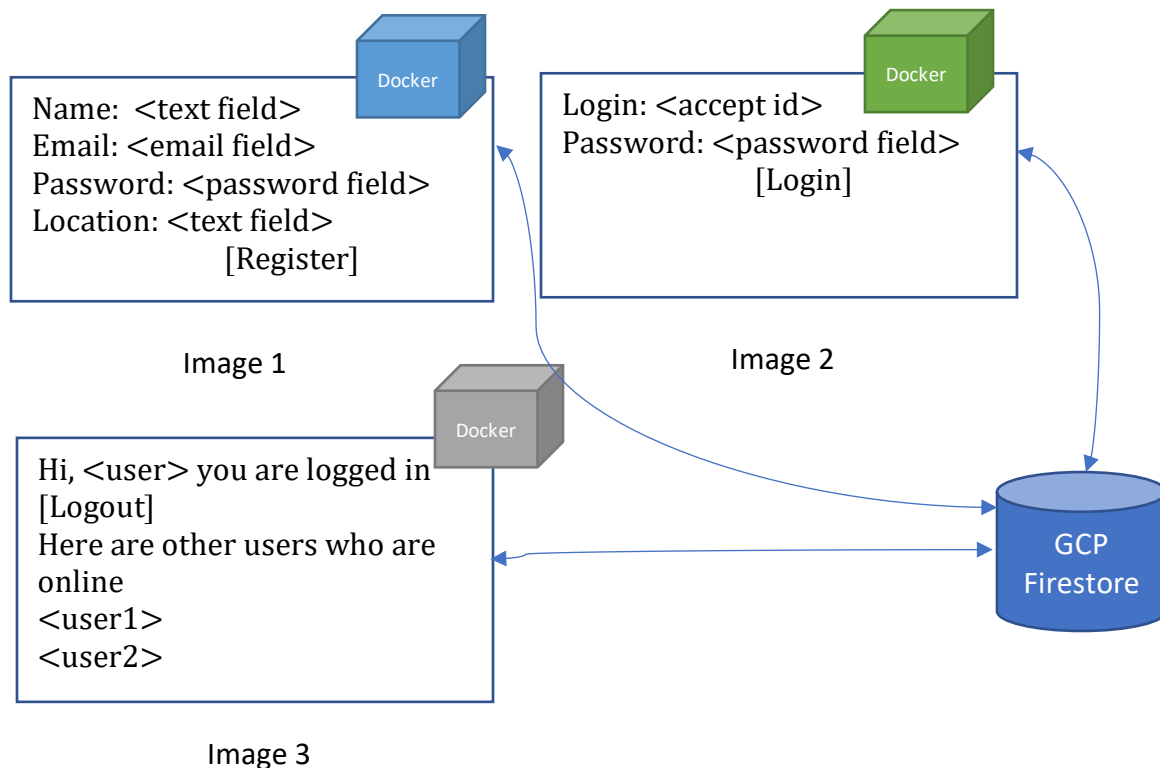 Docker
Name: <text field>
Email: <email field>
Password: <password field>
Location: <text field>
[Register]
Image 1
Docker
Login: <accept id>
Password: <password field>
[Login]
Image 2
Docker
Hi, <user> you are logged in
[Logout]
Here are other users who are
online
<user1>
<user2>
Image 3
GCP
Firestore